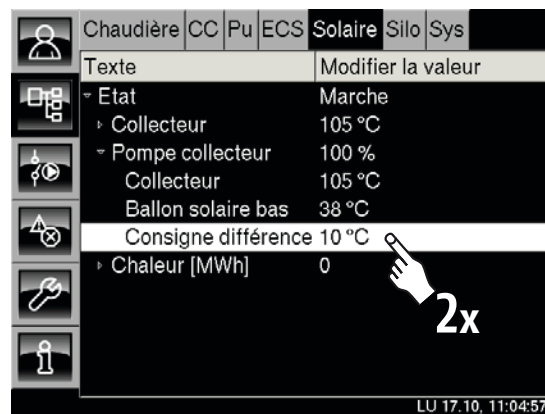 Chaudière CC Pu ECS Solaire Silo Sys
Texte Modifier la valeur
Etat Marche
Collecteur 105 °C
Pompe collecteur 100 %
Collecteur 105 °C
Ballon solaire bas 38 °C
Consigne différence 10 °C
Chaleur [MWh] 0
2x
LU 17.10, 11:04:57